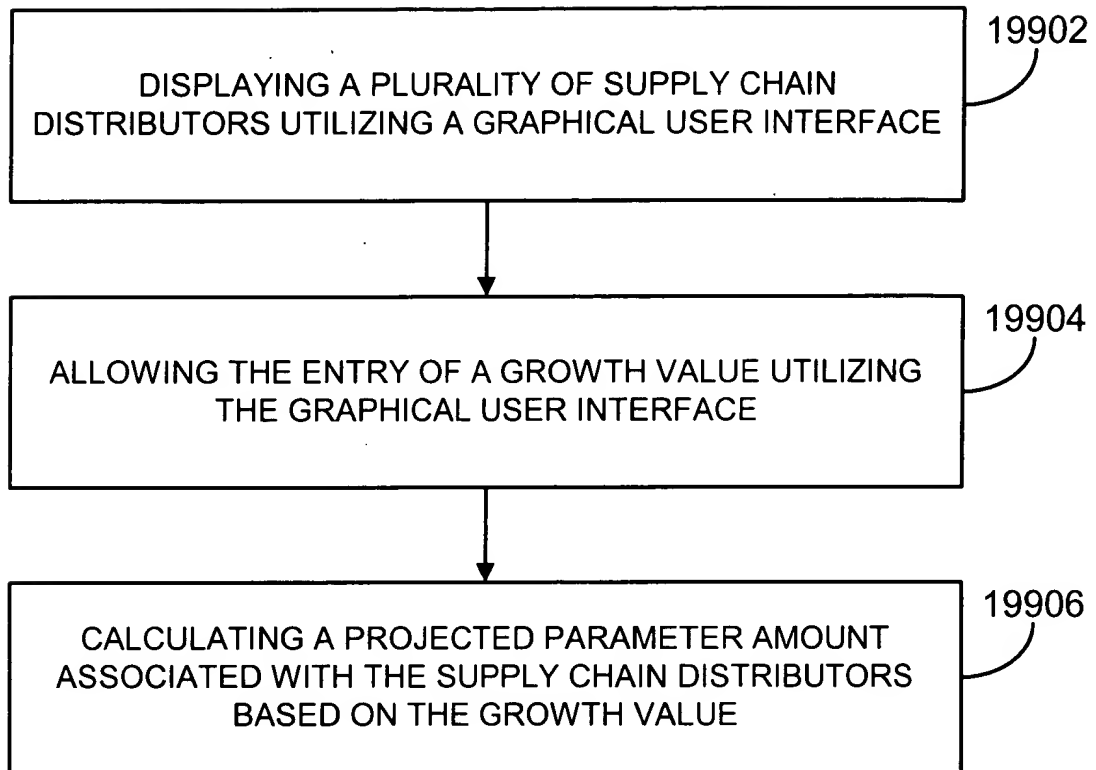 19902
DISPLAYING A PLURALITY OF SUPPLY CHAIN
DISTRIBUTORS UTILIZING A GRAPHICAL USER INTERFACE
19904
ALLOWING THE ENTRY OF A GROWTH VALUE UTILIZING
THE GRAPHICAL USER INTERFACE
19906
CALCULATING A PROJECTED PARAMETER AMOUNT
ASSOCIATED WITH THE SUPPLY CHAIN DISTRIBUTORS
BASED ON THE GROWTH VALUE